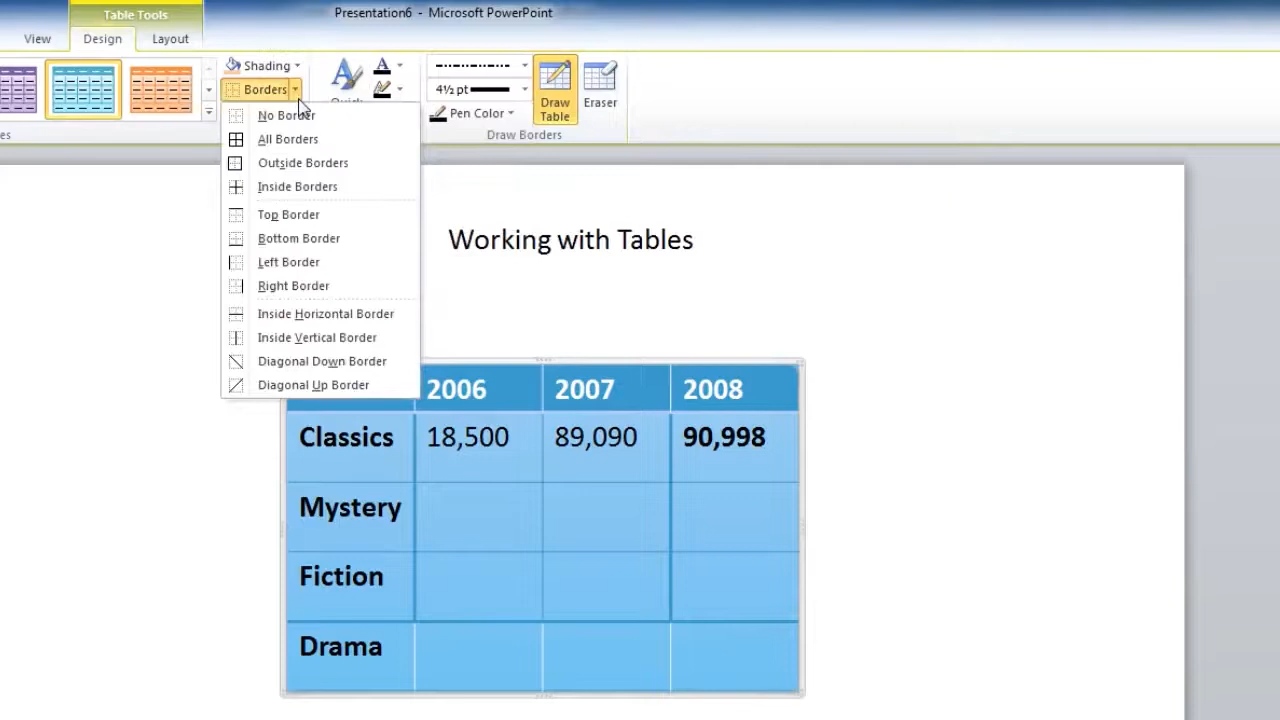 Table Tools
Presentation6 - Microsoft PowerPoint
View Design Layout
Shading
Borders
4½ pt
Pen Color
Draw Table
Eraser
Draw Borders
No Border
All Borders
Outside Borders
Inside Borders
Top Border
Bottom Border
Left Border
Right Border
Inside Horizontal Border
Inside Vertical Border
Diagonal Down Border
Diagonal Up Border
Working with Tables
2006 2007 2008
Classics 18,500 89,090 90,998
Mystery
Fiction
Drama